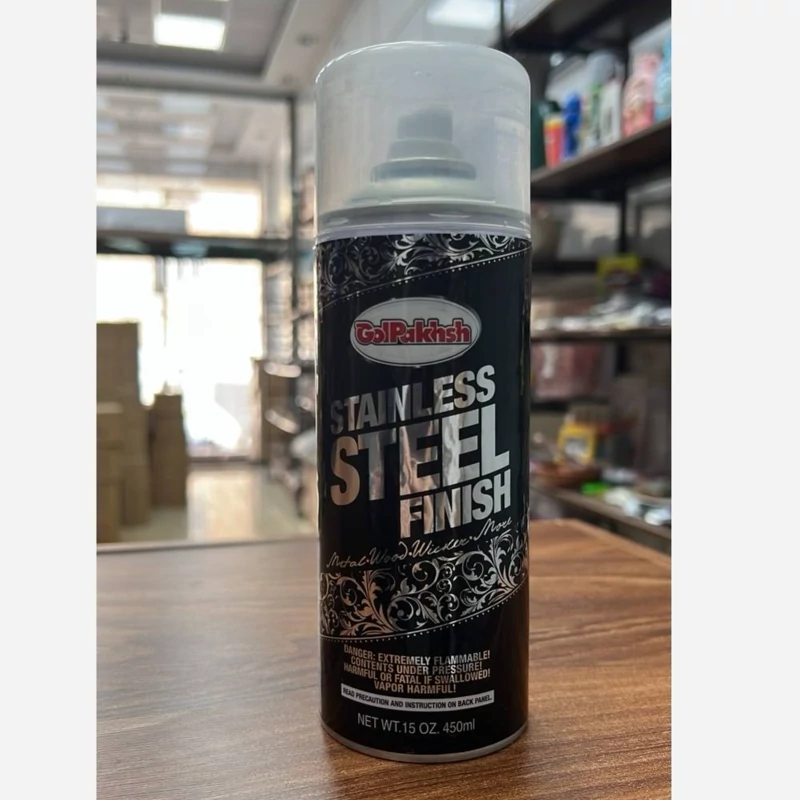 GolPakhsh
STAINLESS
STEEL
FINISH
Metal·Wood·Wicker·More
DANGER: EXTREMELY FLAMMABLE!
CONTENTS UNDER PRESSURE!
HARMFUL OR FATAL IF SWALLOWED!
VAPOR HARMFUL!
READ PRECAUTION AND INSTRUCTION ON BACK PANEL.
NET WT.15 OZ. 450ml